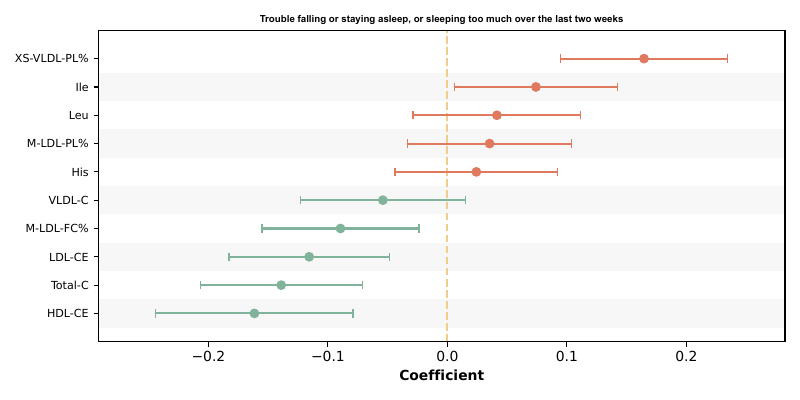 Trouble falling or staying asleep, or sleeping too much over the last two weeks
XS-VLDL-PL%
Ile
Leu
M-LDL-PL%
His
VLDL-C
M-LDL-FC%
LDL-CE
Total-C
HDL-CE
−0.2 −0.1 0.0 0.1 0.2
Coefficient